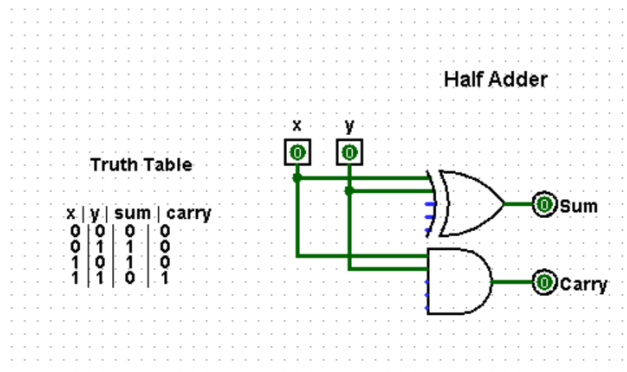 Half Adder
x y
0 0
Truth Table
x | y | sum | carry
0 | 0 | 0 | 0
0 | 1 | 1 | 0
1 | 0 | 1 | 0
1 | 1 | 0 | 1
0 Sum
0 Carry